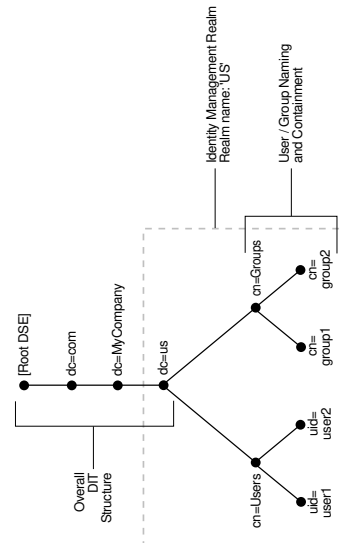 Overall
DIT
Structure
[Root DSE]
dc=com
dc=MyCompany
dc=us
cn=Users
uid=
user1
uid=
user2
cn=Groups
cn=
group1
cn=
group2
Identity Management Realm
Realm name:'US'
User / Group Naming
and Containment